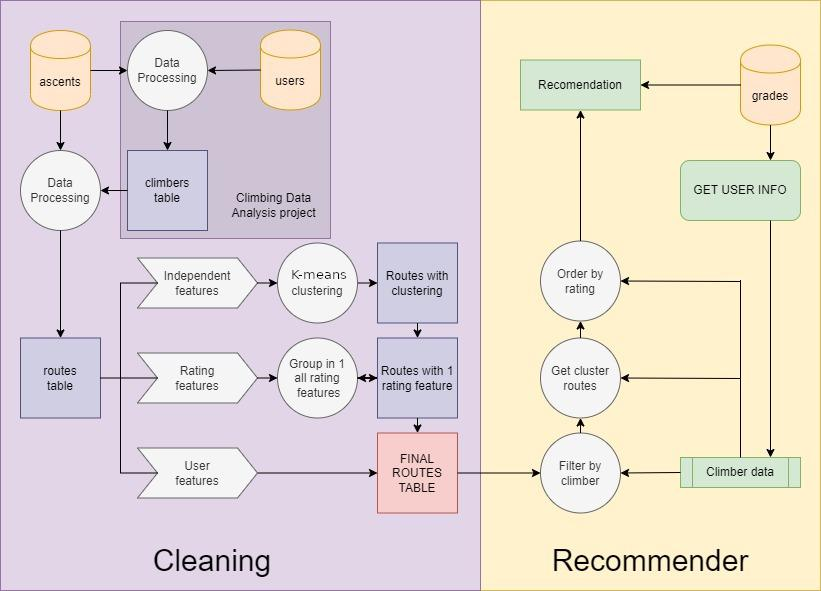 ascents
Data
Processing
users
Data
Processing
climbers
table
Climbing Data
Analysis project
Independent
features
K-means
clustering
Routes with
clustering
routes
table
Rating
features
Group in 1
all rating
features
Routes with 1
rating feature
User
features
FINAL
ROUTES
TABLE
Cleaning
Recomendation
grades
GET USER INFO
Order by
rating
Get cluster
routes
Filter by
climber
Climber data
Recommender